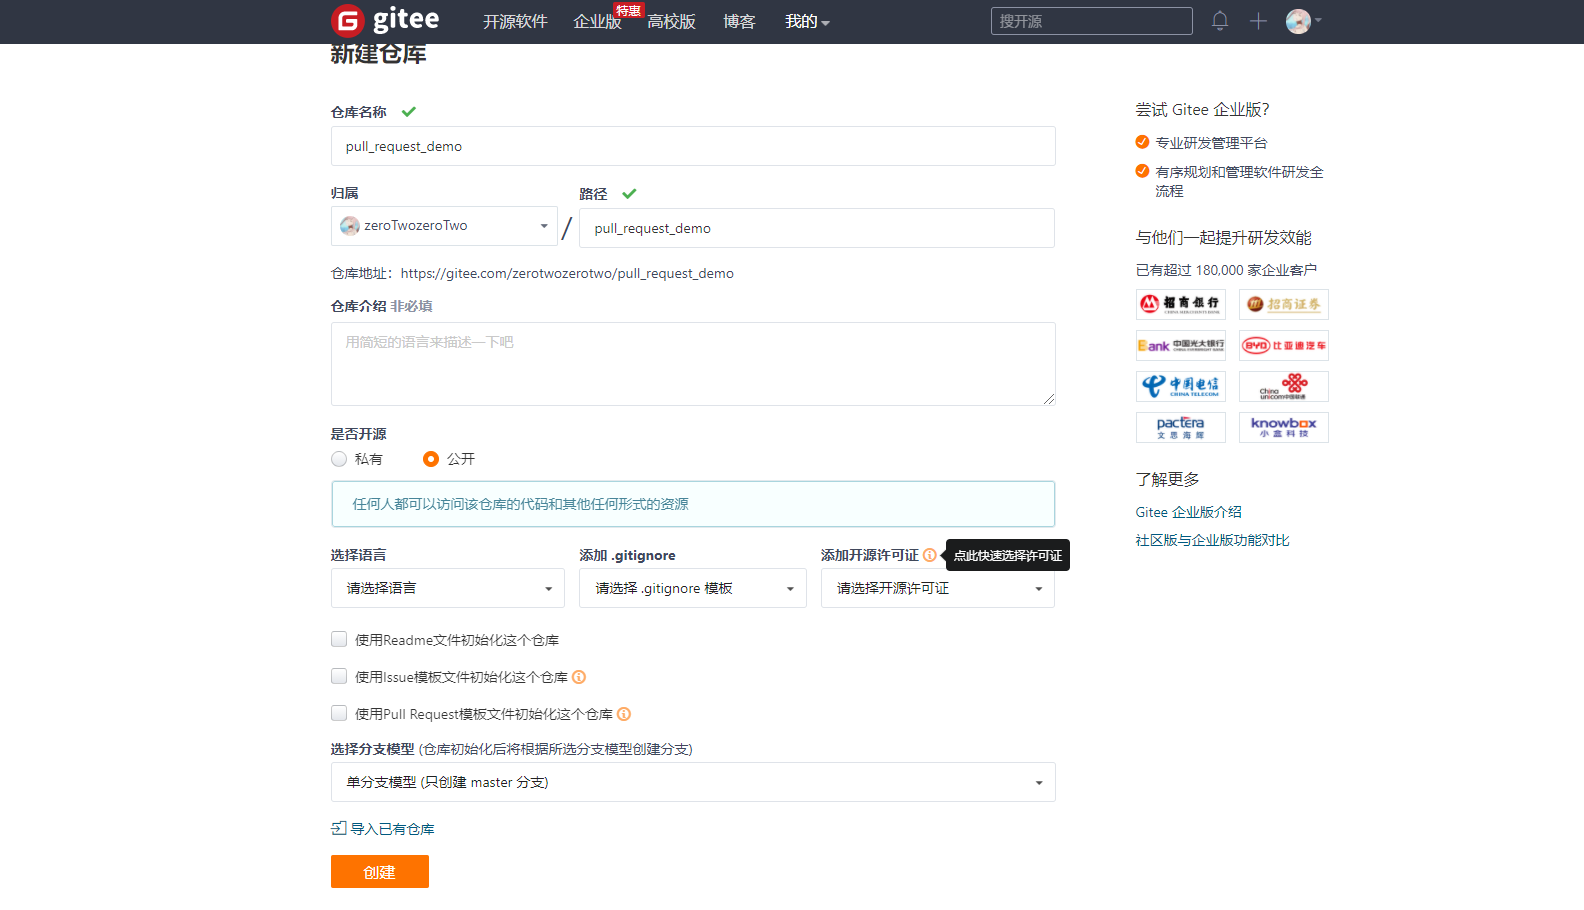 gitee
开源软件
企业版
特惠
高校版
博客
我的
搜开源
新建仓库
仓库名称
pull_request_demo
归属
zeroTwozeroTwo
/
路径
pull_request_demo
仓库地址：https://gitee.com/zerotwozerotwo/pull_request_demo
仓库介绍 非必填
用简短的语言来描述一下吧
是否开源
私有
公开
任何人都可以访问该仓库的代码和其他任何形式的资源
选择语言
请选择语言
添加 .gitignore
请选择 .gitignore 模板
添加开源许可证
点此快速选择许可证
请选择开源许可证
使用Readme文件初始化这个仓库
使用Issue模板文件初始化这个仓库
使用Pull Request模板文件初始化这个仓库
选择分支模型 (仓库初始化后将根据所选分支模型创建分支)
单分支模型 (只创建 master 分支)
导入已有仓库
创建
尝试 Gitee 企业版?
专业研发管理平台
有序规划和管理软件研发全
流程
与他们一起提升研发效能
已有超过 180,000 家企业客户
招商银行
CHINA MERCHANTS BANK
招商证券
Bank 中国光大银行
CHINA EVERBRIGHT BANK
BYD 比亚迪汽车
中国电信
CHINA TELECOM
China
unicom中国联通
pactera
文思海辉
knowbox
小盒科技
了解更多
Gitee 企业版介绍
社区版与企业版功能对比